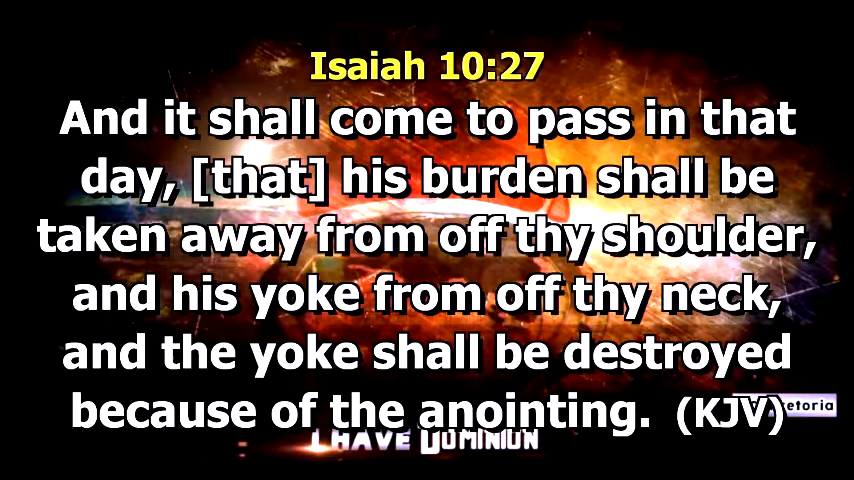 Isaiah 10:27
And it shall come to pass in that
day, [that] his burden shall be
taken away from off thy shoulder,
and his yoke from off thy neck,
and the yoke shall be destroyed
because of the anointing. (KJV)
I HAVE DOMINION